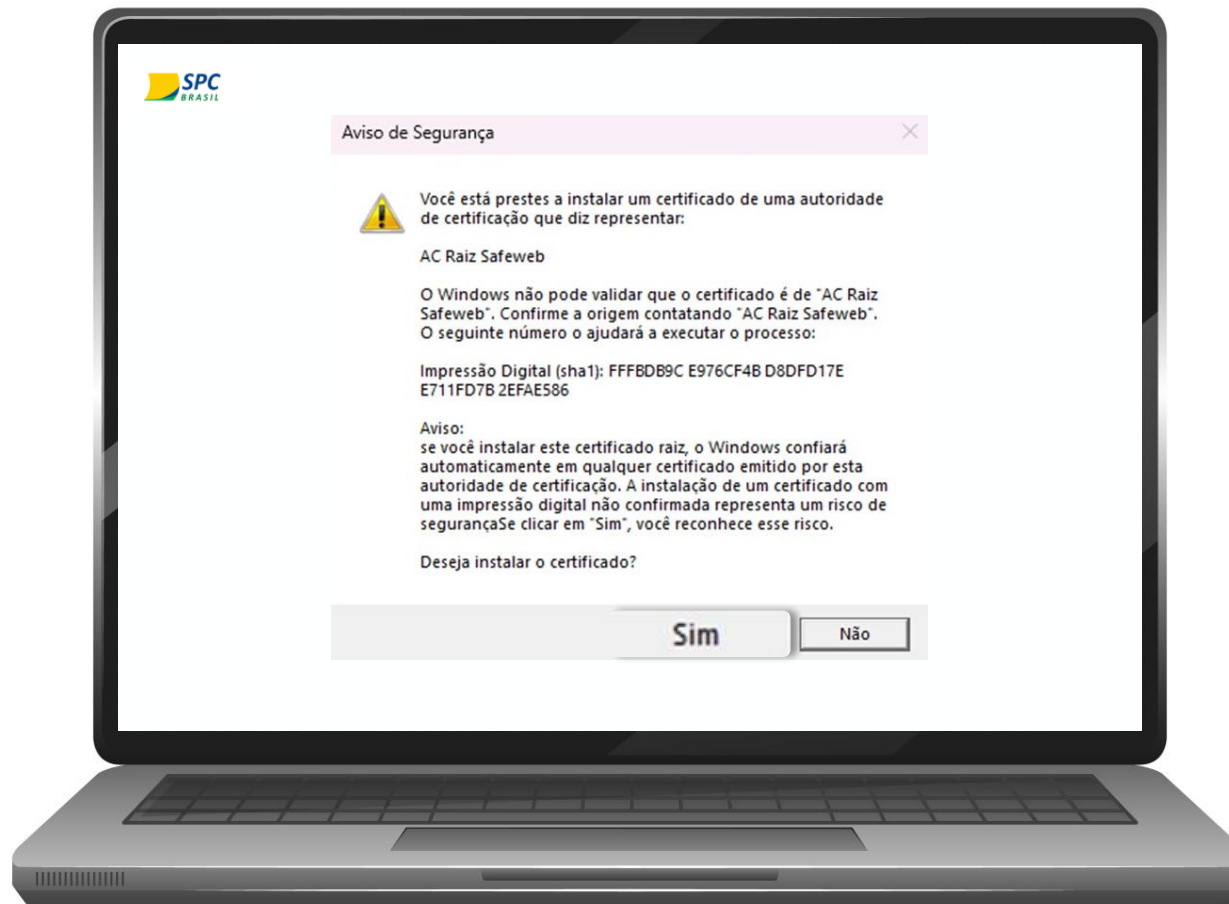 SPC
BRASIL
Aviso de Segurança
Você está prestes a instalar um certificado de uma autoridade
de certificação que diz representar:
AC Raiz Safeweb
O Windows não pode validar que o certificado é de "AC Raiz
Safeweb". Confirme a origem contatando "AC Raiz Safeweb".
O seguinte número o ajudará a executar o processo:
Impressão Digital (sha1): FFFBDB9C E976CF4B D8DFD17E
E711FD7B 2EFAE586
Aviso:
se você instalar este certificado raiz, o Windows confiará
automaticamente em qualquer certificado emitido por esta
autoridade de certificação. A instalação de um certificado com
uma impressão digital não confirmada representa um risco de
segurançaSe clicar em "Sim", você reconhece esse risco.
Deseja instalar o certificado?
Sim
Não